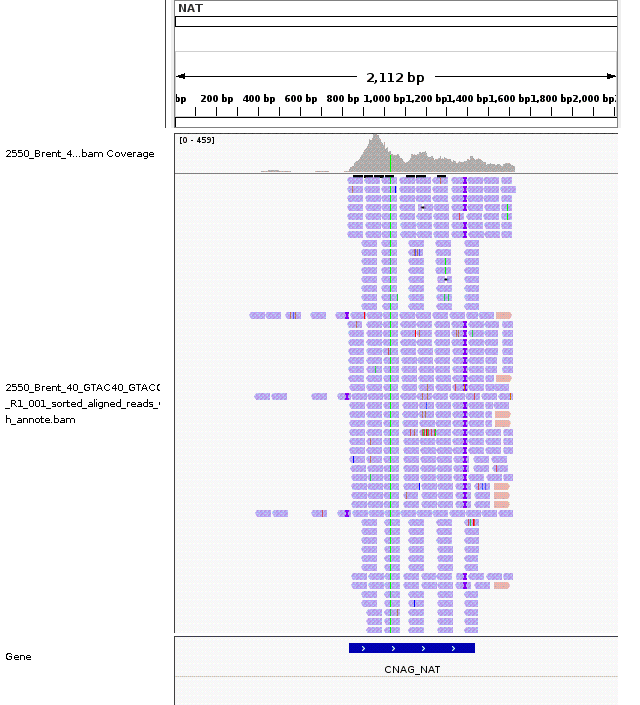 NAT
2,112 bp
bp 200 bp 400 bp 600 bp 800 bp 1,000 bp 1,200 bp 1,400 bp 1,600 bp 1,800 bp 2,000 bp
[0 - 459]
2550_Brent_4...bam Coverage
2550_Brent_40_GTAC40_GTACC
_R1_001_sorted_aligned_reads_
h_annote.bam
Gene
CNAG_NAT